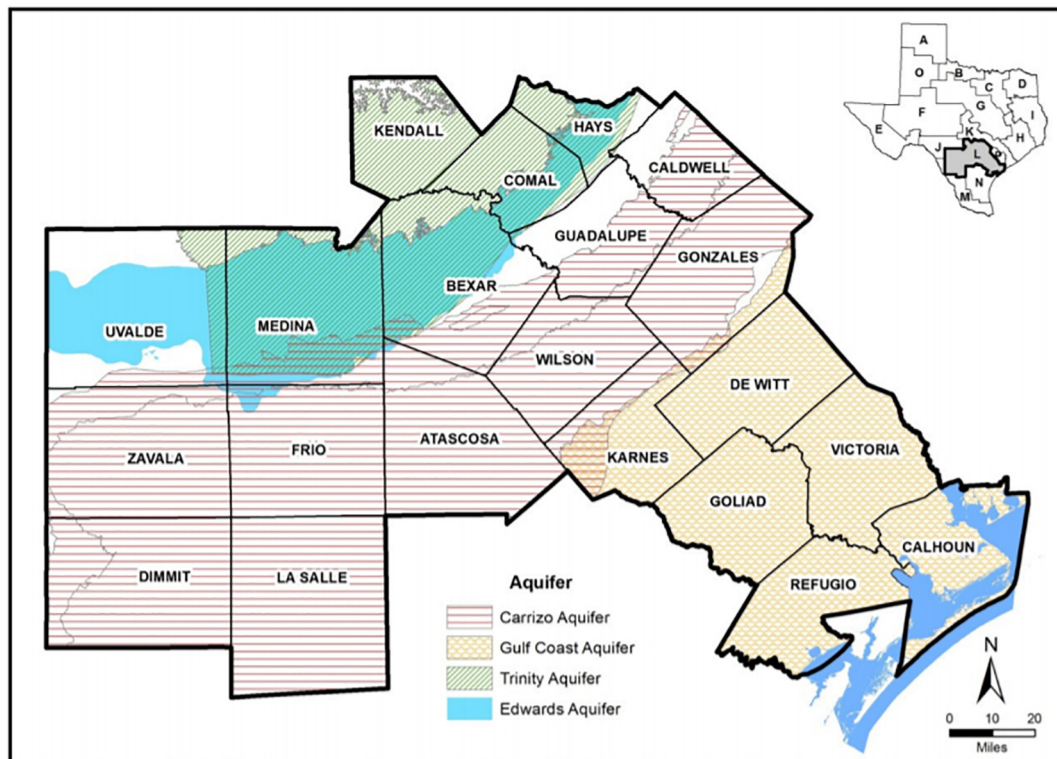 A
O
B
C
D
G
F
E
I
H
K
J
L
P
N
M
KENDALL
HAYS
COMAL
CALDWELL
GUADALUPE
GONZALES
BEXAR
UVALDE
MEDINA
WILSON
DE WITT
ZAVALA
FRIO
ATASCOSA
KARNES
VICTORIA
GOLIAD
CALHOUN
DIMMIT
LA SALLE
REFUGIO
Aquifer
Carrizo Aquifer
Gulf Coast Aquifer
Trinity Aquifer
Edwards Aquifer
N
0 10 20
Miles